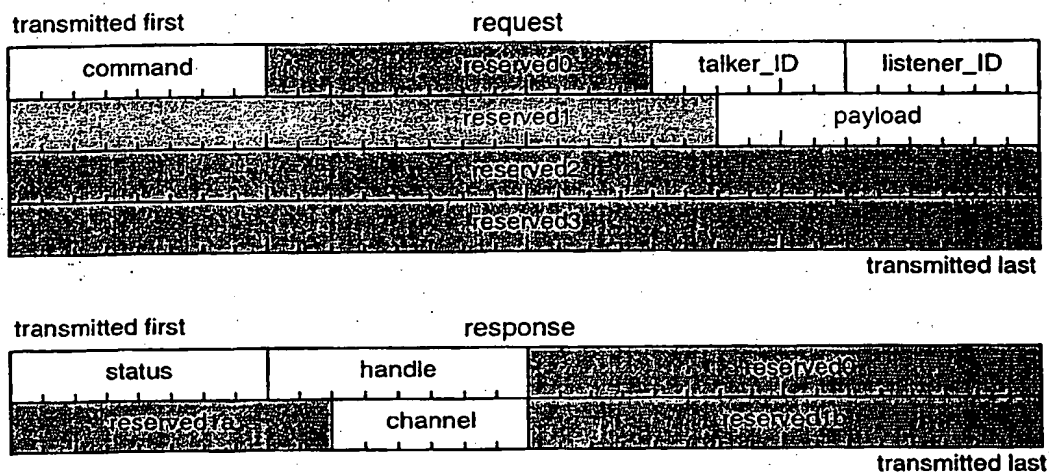 transmitted first request
command reserved0 talker_ID listener_ID
reserved1 payload
reserved2
reserved3
transmitted last
transmitted first response
status handle reserved0
reserved1a channel reserved1b
transmitted last